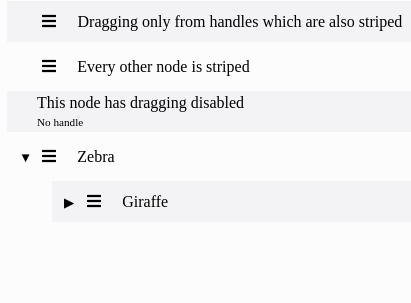 Dragging only from handles which are also striped
Every other node is striped
This node has dragging disabled
No handle
Zebra
Giraffe